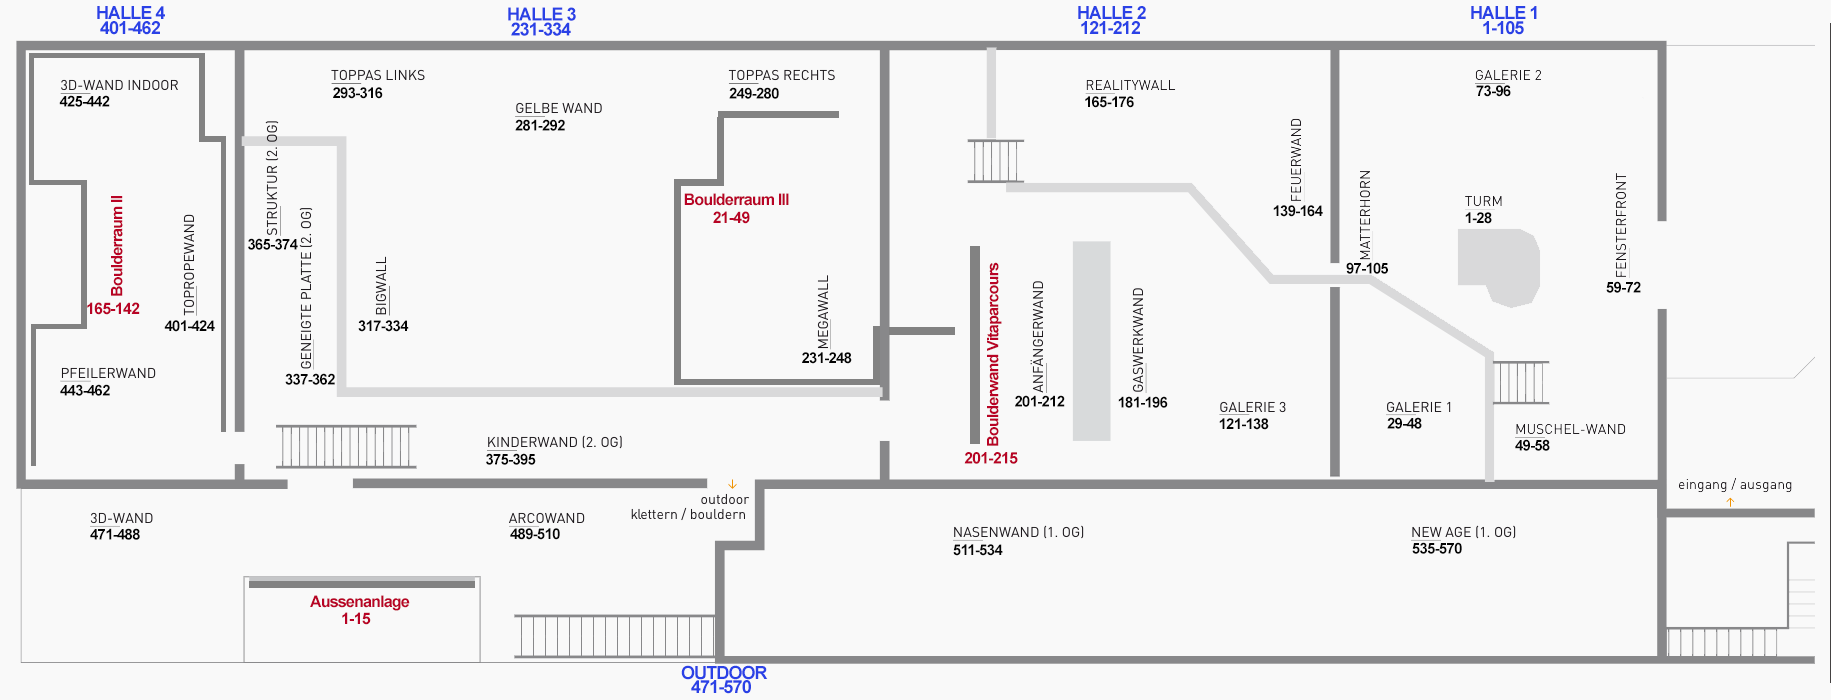 HALLE 4
401-462
HALLE 3
231-334
HALLE 2
121-212
HALLE 1
1-105
3D-WAND INDOOR
425-442
Boulderraum II
165-142
TOPROPEWAND
401-424
PFEILERWAND
443-462
TOPPAS LINKS
293-316
GELBE WAND
281-292
TOPPAS RECHTS
249-280
STRUKTUR (2. OG)
365-374
GENEIGTE PLATTE (2. OG)
337-362
BIGWALL
317-334
Boulderraum III
21-49
MEGAWALL
231-248
KINDERWAND (2. OG)
375-395
REALITYWALL
165-176
FEUERWAND
139-164
Boulderwand Vitaparcours
201-215
ANFÄNGERWAND
201-212
GASWERKWAND
181-196
GALERIE 3
121-138
GALERIE 2
73-96
MATTERHORN
97-105
TURM
1-28
FENSTERFRONT
59-72
GALERIE 1
29-48
MUSCHEL-WAND
49-58
eingang / ausgang
outdoor
klettern / bouldern
3D-WAND
471-488
ARCOWAND
489-510
NASENWAND (1. OG)
511-534
NEW AGE (1. OG)
535-570
Aussenanlage
1-15
OUTDOOR
471-570